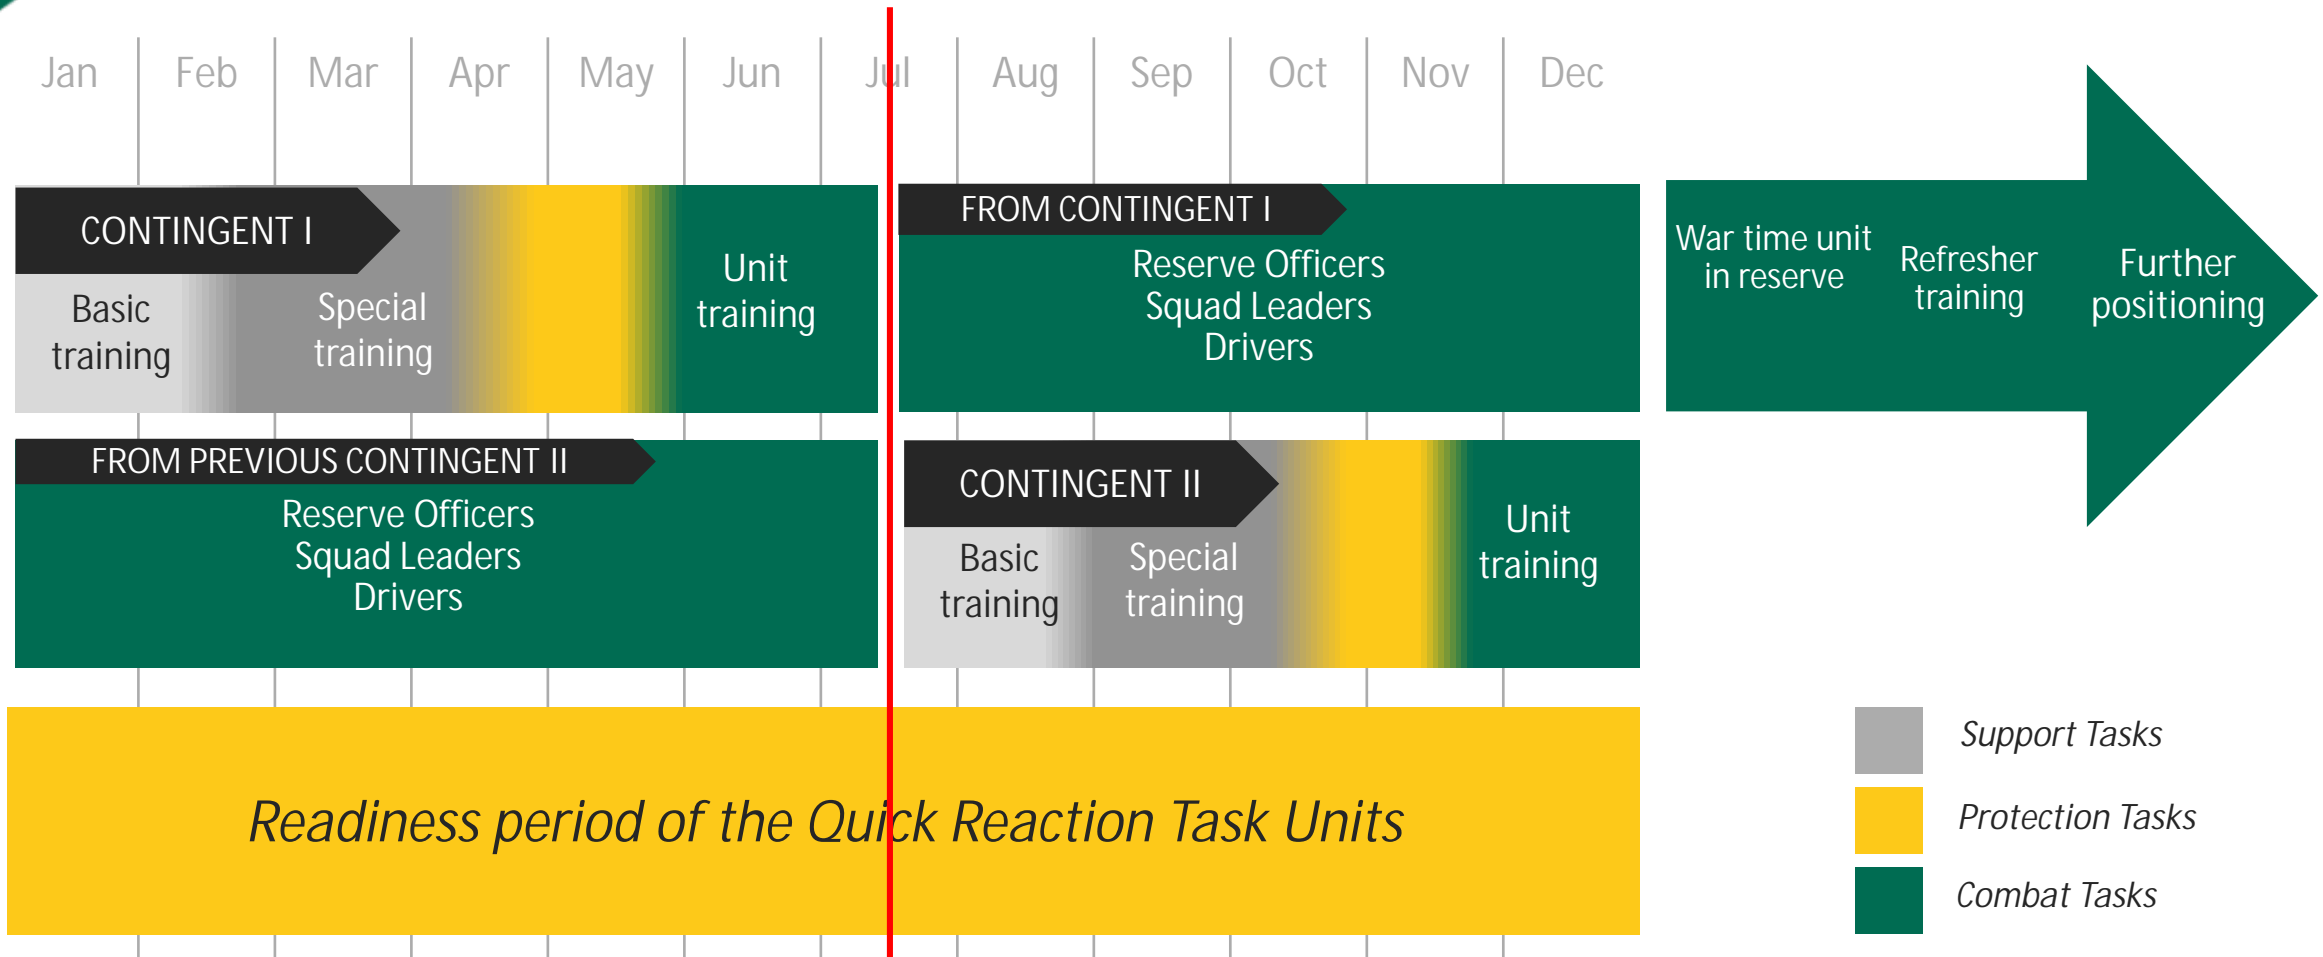 Jan Feb Mar Apr May Jun Jul Aug Sep Oct Nov Dec
CONTINGENT I
Basic
training
Special
training
Unit
training
FROM CONTINGENT I
Reserve Officers
Squad Leaders
Drivers
War time unit
in reserve
Refresher
training
Further
positioning
FROM PREVIOUS CONTINGENT II
Reserve Officers
Squad Leaders
Drivers
CONTINGENT II
Basic
training
Special
training
Unit
training
Readiness period of the Quick Reaction Task Units
Support Tasks
Protection Tasks
Combat Tasks